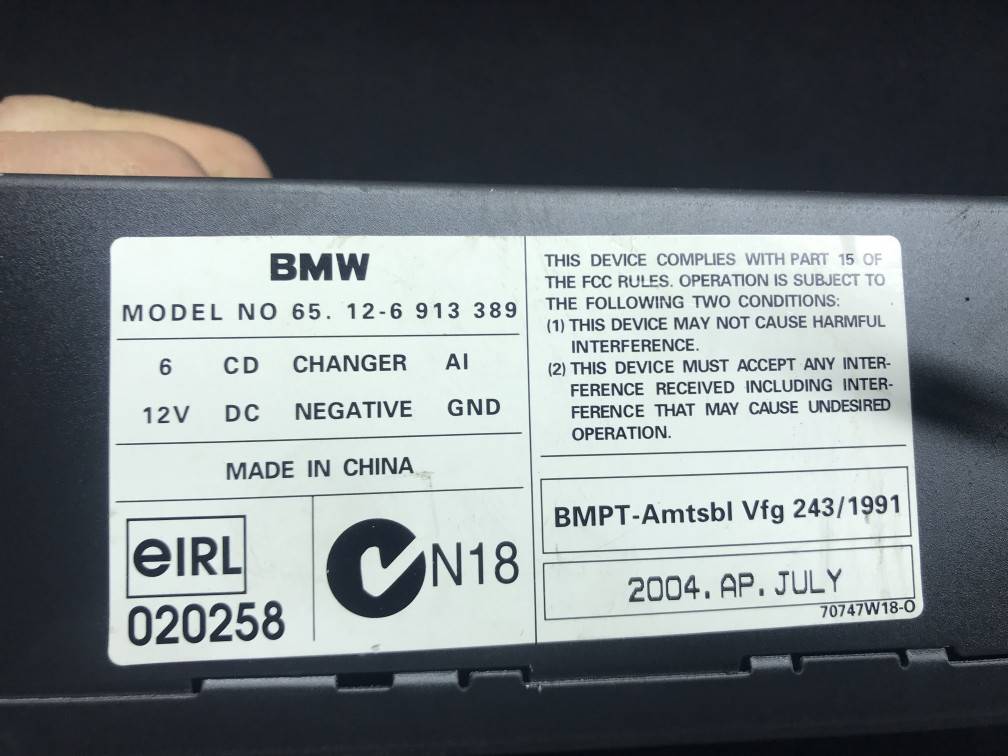 BMW
MODEL NO 65. 12-6 913 389
6 CD CHANGER AI
12V DC NEGATIVE GND
MADE IN CHINA
eIRL
020258
N18
THIS DEVICE COMPLIES WITH PART 15 OF
THE FCC RULES. OPERATION IS SUBJECT TO
THE FOLLOWING TWO CONDITIONS:
(1) THIS DEVICE MAY NOT CAUSE HARMFUL
INTERFERENCE.
(2) THIS DEVICE MUST ACCEPT ANY INTER-
FERENCE RECEIVED INCLUDING INTER-
FERENCE THAT MAY CAUSE UNDESIRED
OPERATION.
BMPT-Amtsbl Vfg 243/1991
2004. AP. JULY
70747W18-O